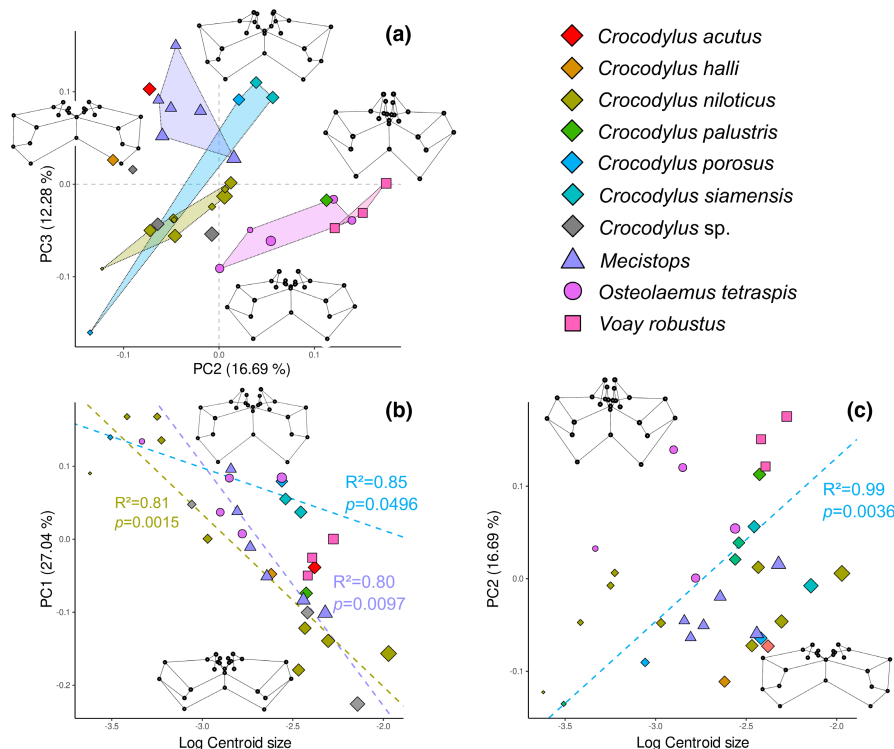 (a)
0.1
0.0
-0.1
PC3 (12.28 %)
-0.1
0.0
0.1
PC2 (16.69 %)
Crocodylus acutus
Crocodylus halli
Crocodylus niloticus
Crocodylus palustris
Crocodylus porosus
Crocodylus siamensis
Crocodylus sp.
Mecistops
Osteolaemus tetraspis
Voay robustus
(b)
R²=0.85
p=0.0496
R²=0.81
p=0.0015
R²=0.80
p=0.0097
0.1
0.0
-0.1
-0.2
PC1 (27.04 %)
-3.5
-3.0
-2.5
-2.0
Log Centroid size
(c)
R²=0.99
p=0.0036
0.1
0.0
-0.1
PC2 (16.69 %)
-3.5
-3.0
-2.5
-2.0
Log Centroid size